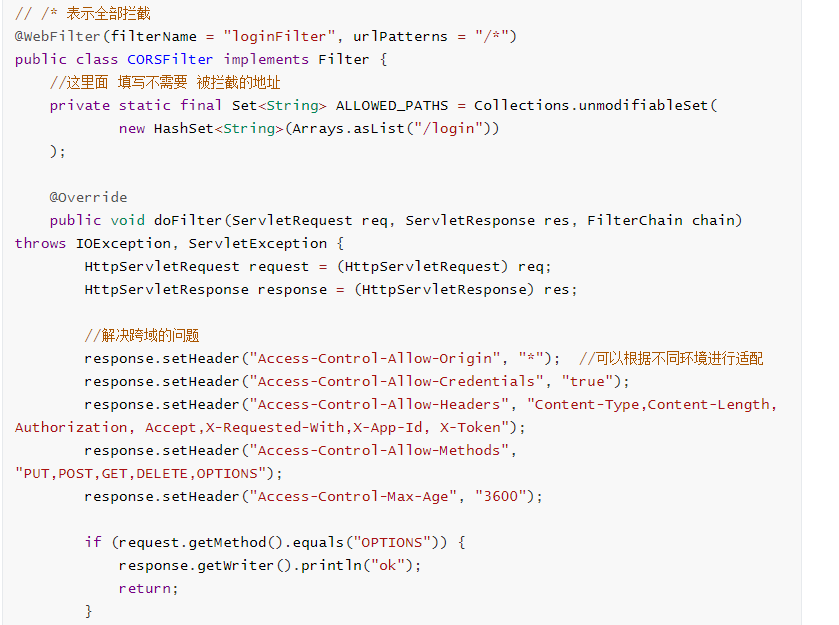 // /* 表示全部拦截
@WebFilter(filterName = "loginFilter", urlPatterns = "/*")
public class CORSFilter implements Filter {
    //这里面 填写不需要 被拦截的地址
    private static final Set<String> ALLOWED_PATHS = Collections.unmodifiableSet(
            new HashSet<String>(Arrays.asList("/login"))
    );

    @Override
    public void doFilter(ServletRequest req, ServletResponse res, FilterChain chain)
throws IOException, ServletException {
        HttpServletRequest request = (HttpServletRequest) req;
        HttpServletResponse response = (HttpServletResponse) res;

        //解决跨域的问题
        response.setHeader("Access-Control-Allow-Origin", "*");  //可以根据不同环境进行适配
        response.setHeader("Access-Control-Allow-Credentials", "true");
        response.setHeader("Access-Control-Allow-Headers", "Content-Type,Content-Length,
Authorization, Accept,X-Requested-With,X-App-Id, X-Token");
        response.setHeader("Access-Control-Allow-Methods",
"PUT,POST,GET,DELETE,OPTIONS");
        response.setHeader("Access-Control-Max-Age", "3600");

        if (request.getMethod().equals("OPTIONS")) {
            response.getWriter().println("ok");
            return;
        }